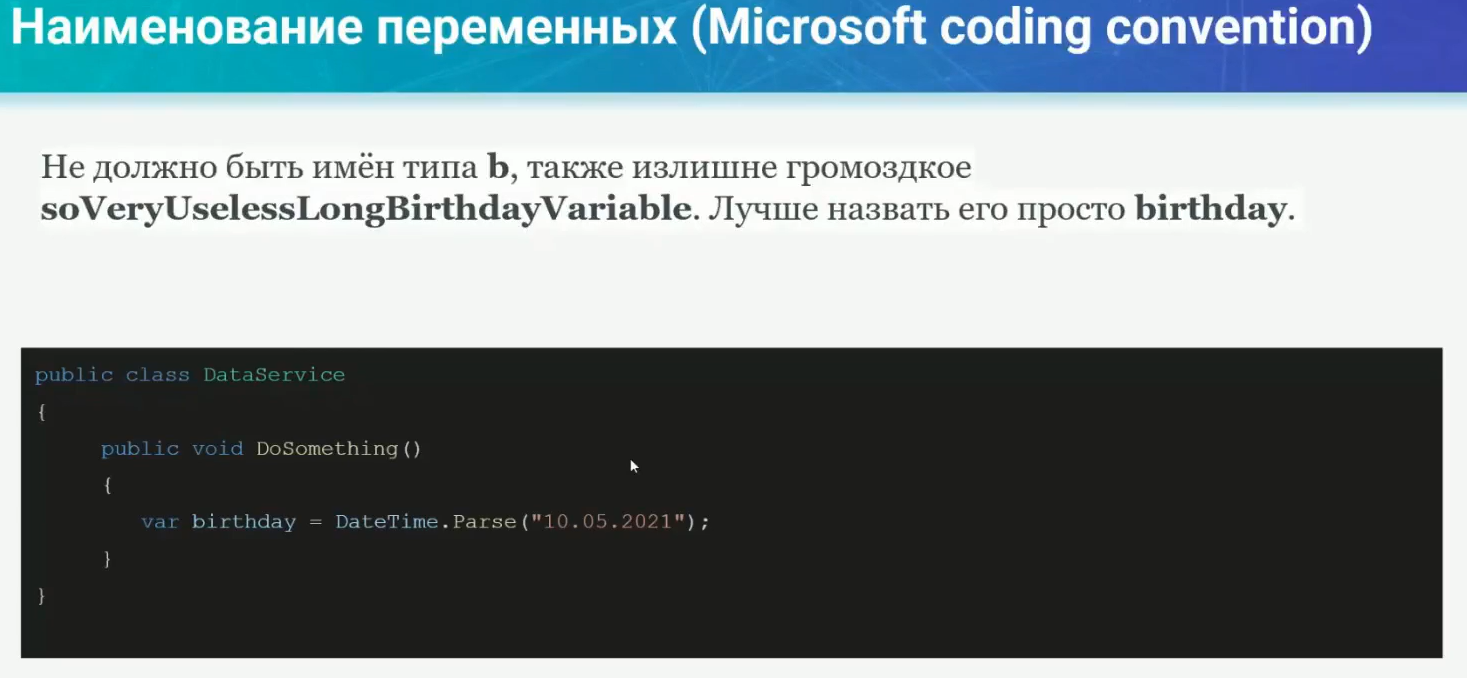 Наименование переменных (Microsoft coding convention)
Не должно быть имён типа b, также излишне громоздкое
soVeryUselessLongBirthdayVariable. Лучше назвать его просто birthday.
public class DataService
{
public void DoSomething()
{
var birthday = DateTime.Parse("10.05.2021");
}
}